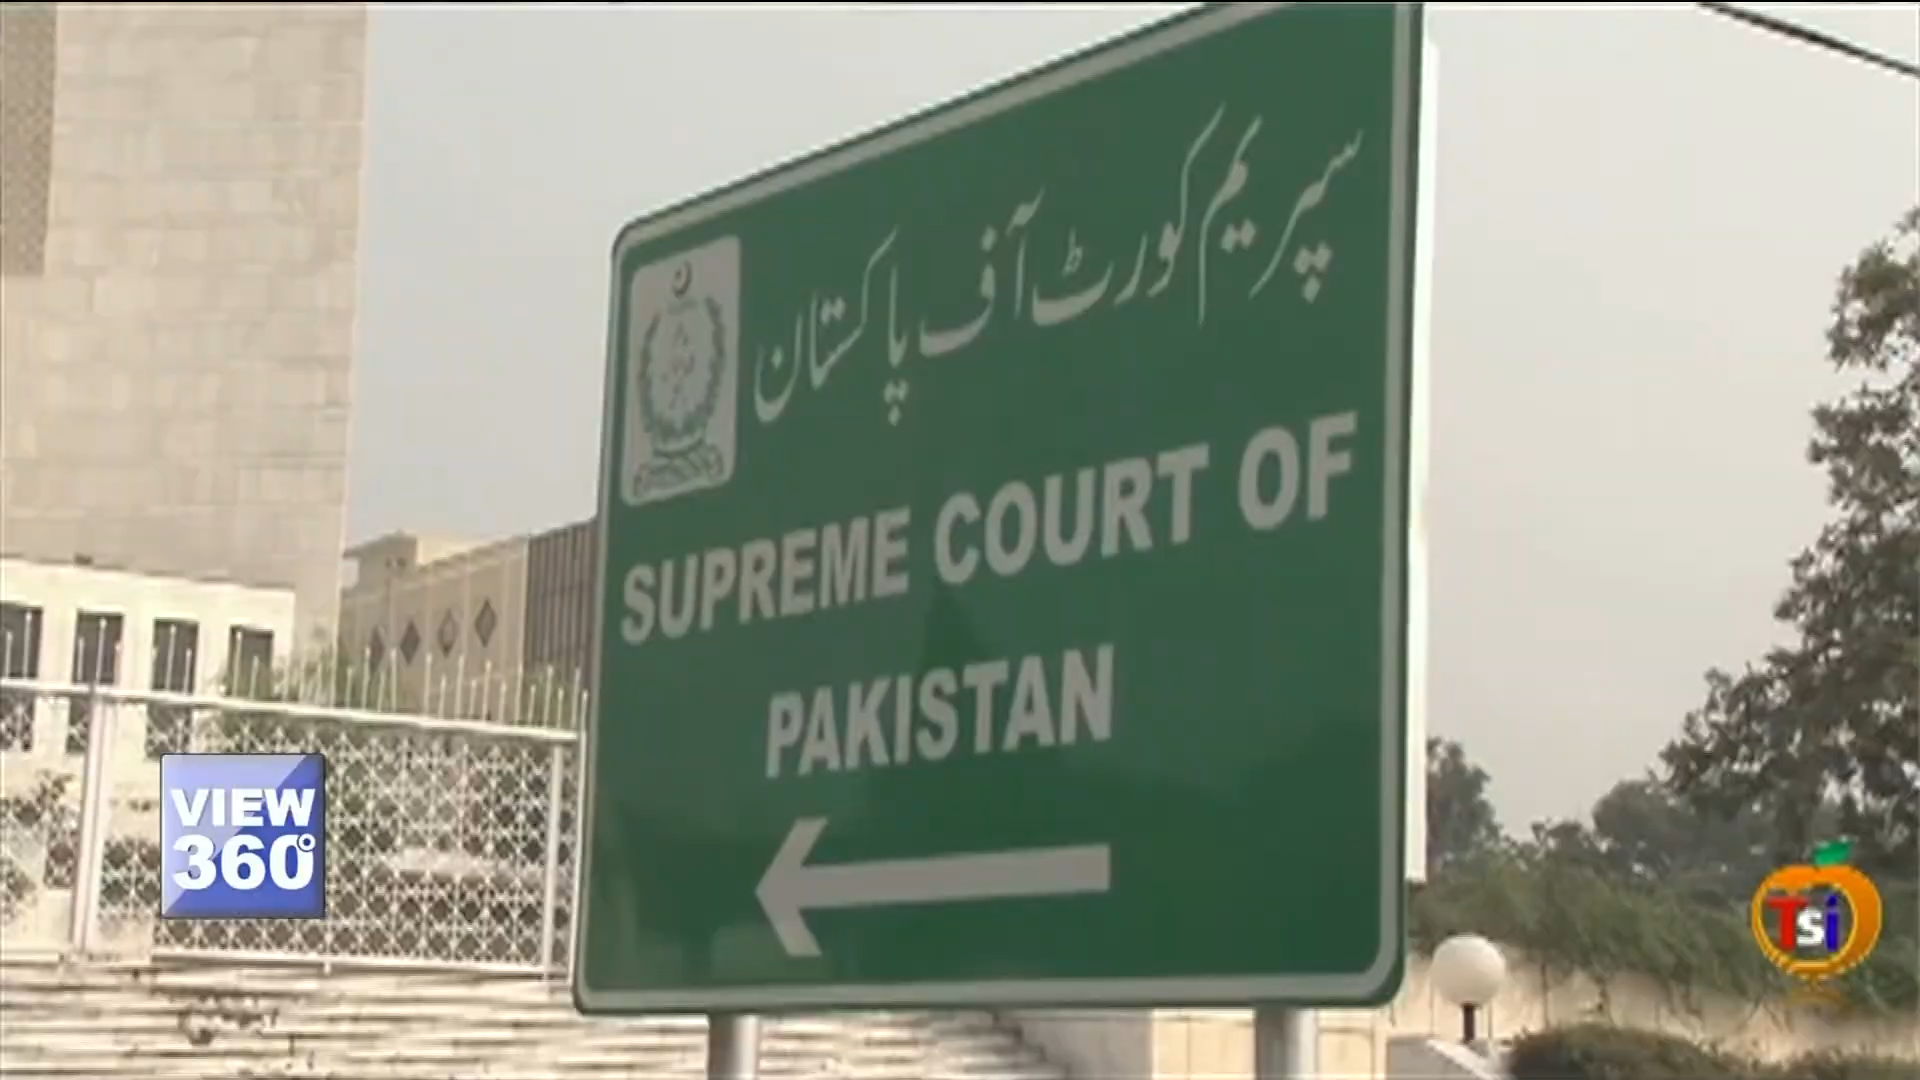 سپریم کورٹ آف پاکستان
SUPREME COURT OF
PAKISTAN
VIEW
360°
Tsi